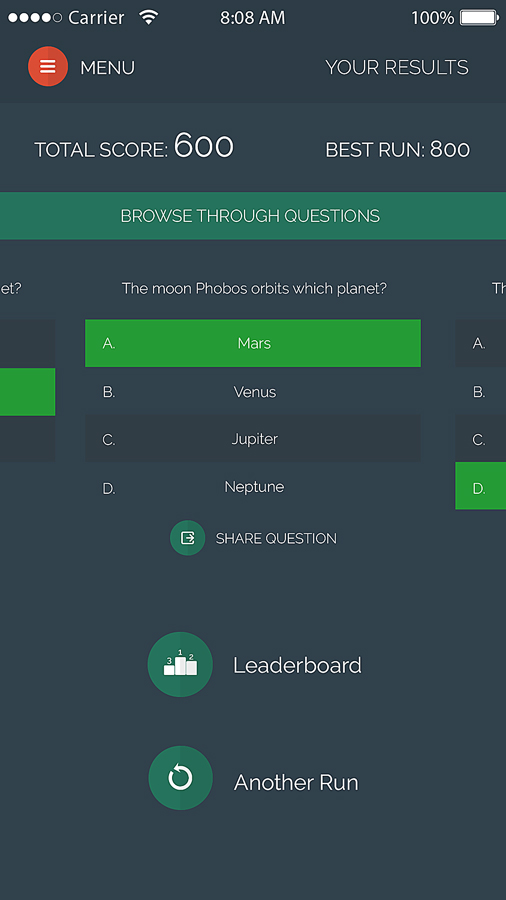 Carrier 8:08 AM 100%
MENU YOUR RESULTS
TOTAL SCORE: 600 BEST RUN: 800
BROWSE THROUGH QUESTIONS
et? The moon Phobos orbits which planet? Th
A. Mars A.
B. Venus B.
C. Jupiter C.
D. Neptune D.
SHARE QUESTION
3 1 2 Leaderboard
Another Run